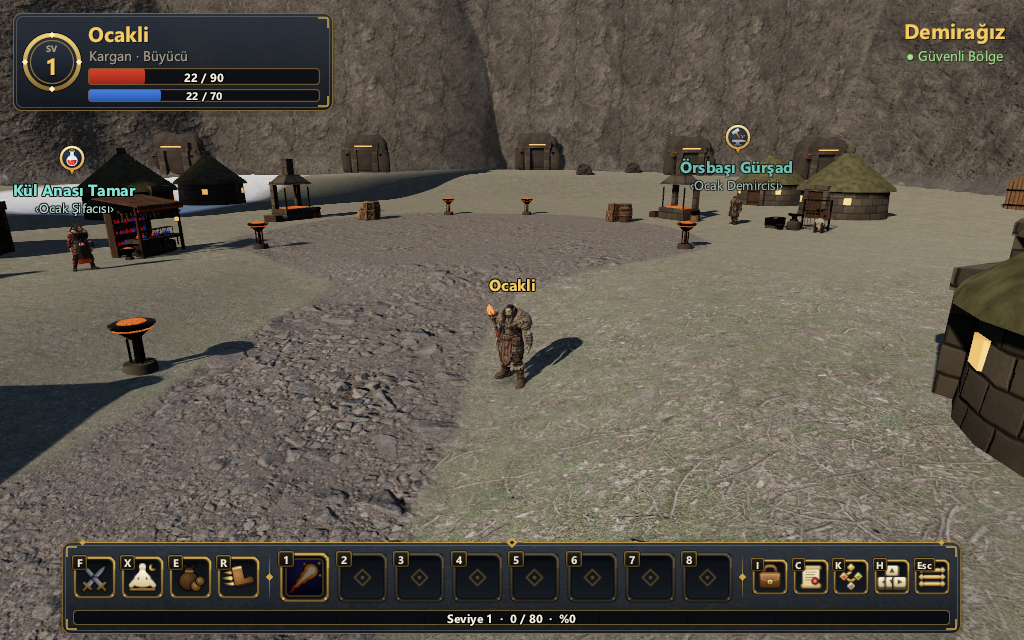 SV
1
Ocakli
Kargan · Büyücü
22 / 90
22 / 70
Demirağız
• Güvenli Bölge
Kül Anası Tamar
‹Ocak Şifacısı›
Örsbaşı Gürşad
‹Ocak Demircisi›
Ocakli
F X E R 1 2 3 4 5 6 7 8 I C K H Esc
Seviye 1 · 0 / 80 · %0